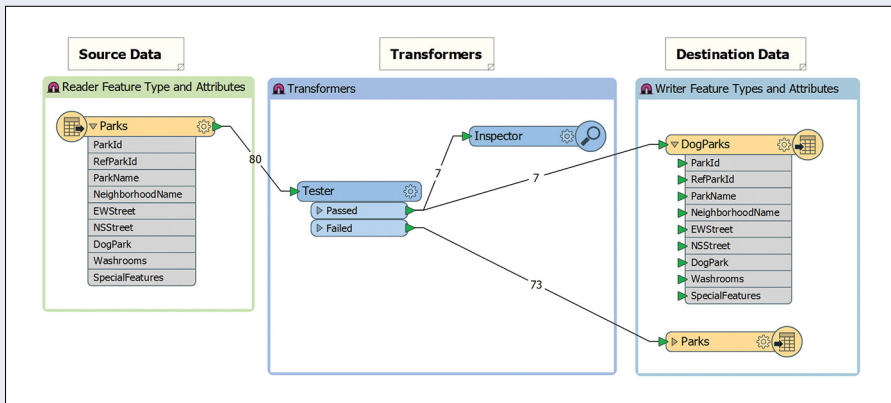 Source Data
Transformers
Destination Data
Reader Feature Type and Attributes
Parks
ParkId
RefParkId
ParkName
NeighborhoodName
EWStreet
NSStreet
DogPark
Washrooms
SpecialFeatures
80
Transformers
Tester
Passed
Failed
Inspector
7
7
73
Writer Feature Types and Attributes
DogParks
ParkId
RefParkId
ParkName
NeighborhoodName
EWStreet
NSStreet
DogPark
Washrooms
SpecialFeatures
Parks